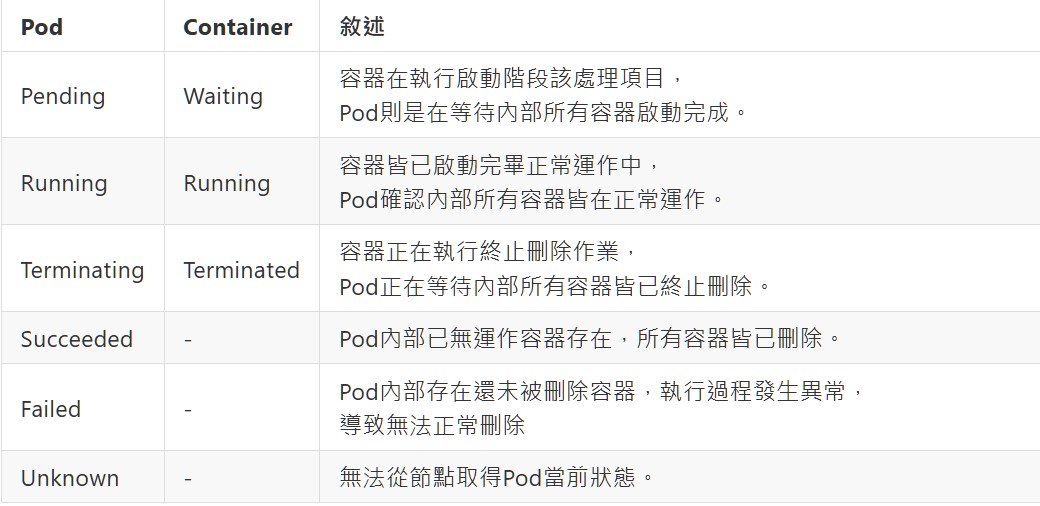 Pod Container 敘述
Pending Waiting 容器在執行啟動階段該處理項目，
Pod則是在等待內部所有容器啟動完成。
Running Running 容器皆已啟動完畢正常運作中，
Pod確認內部所有容器皆在正常運作。
Terminating Terminated 容器正在執行終止刪除作業，
Pod正在等待內部所有容器皆已終止刪除。
Succeeded - Pod內部已無運作容器存在，所有容器皆已刪除。
Failed - Pod內部存在還未被刪除容器，執行過程發生異常，
導致無法正常刪除
Unknown - 無法從節點取得Pod當前狀態。